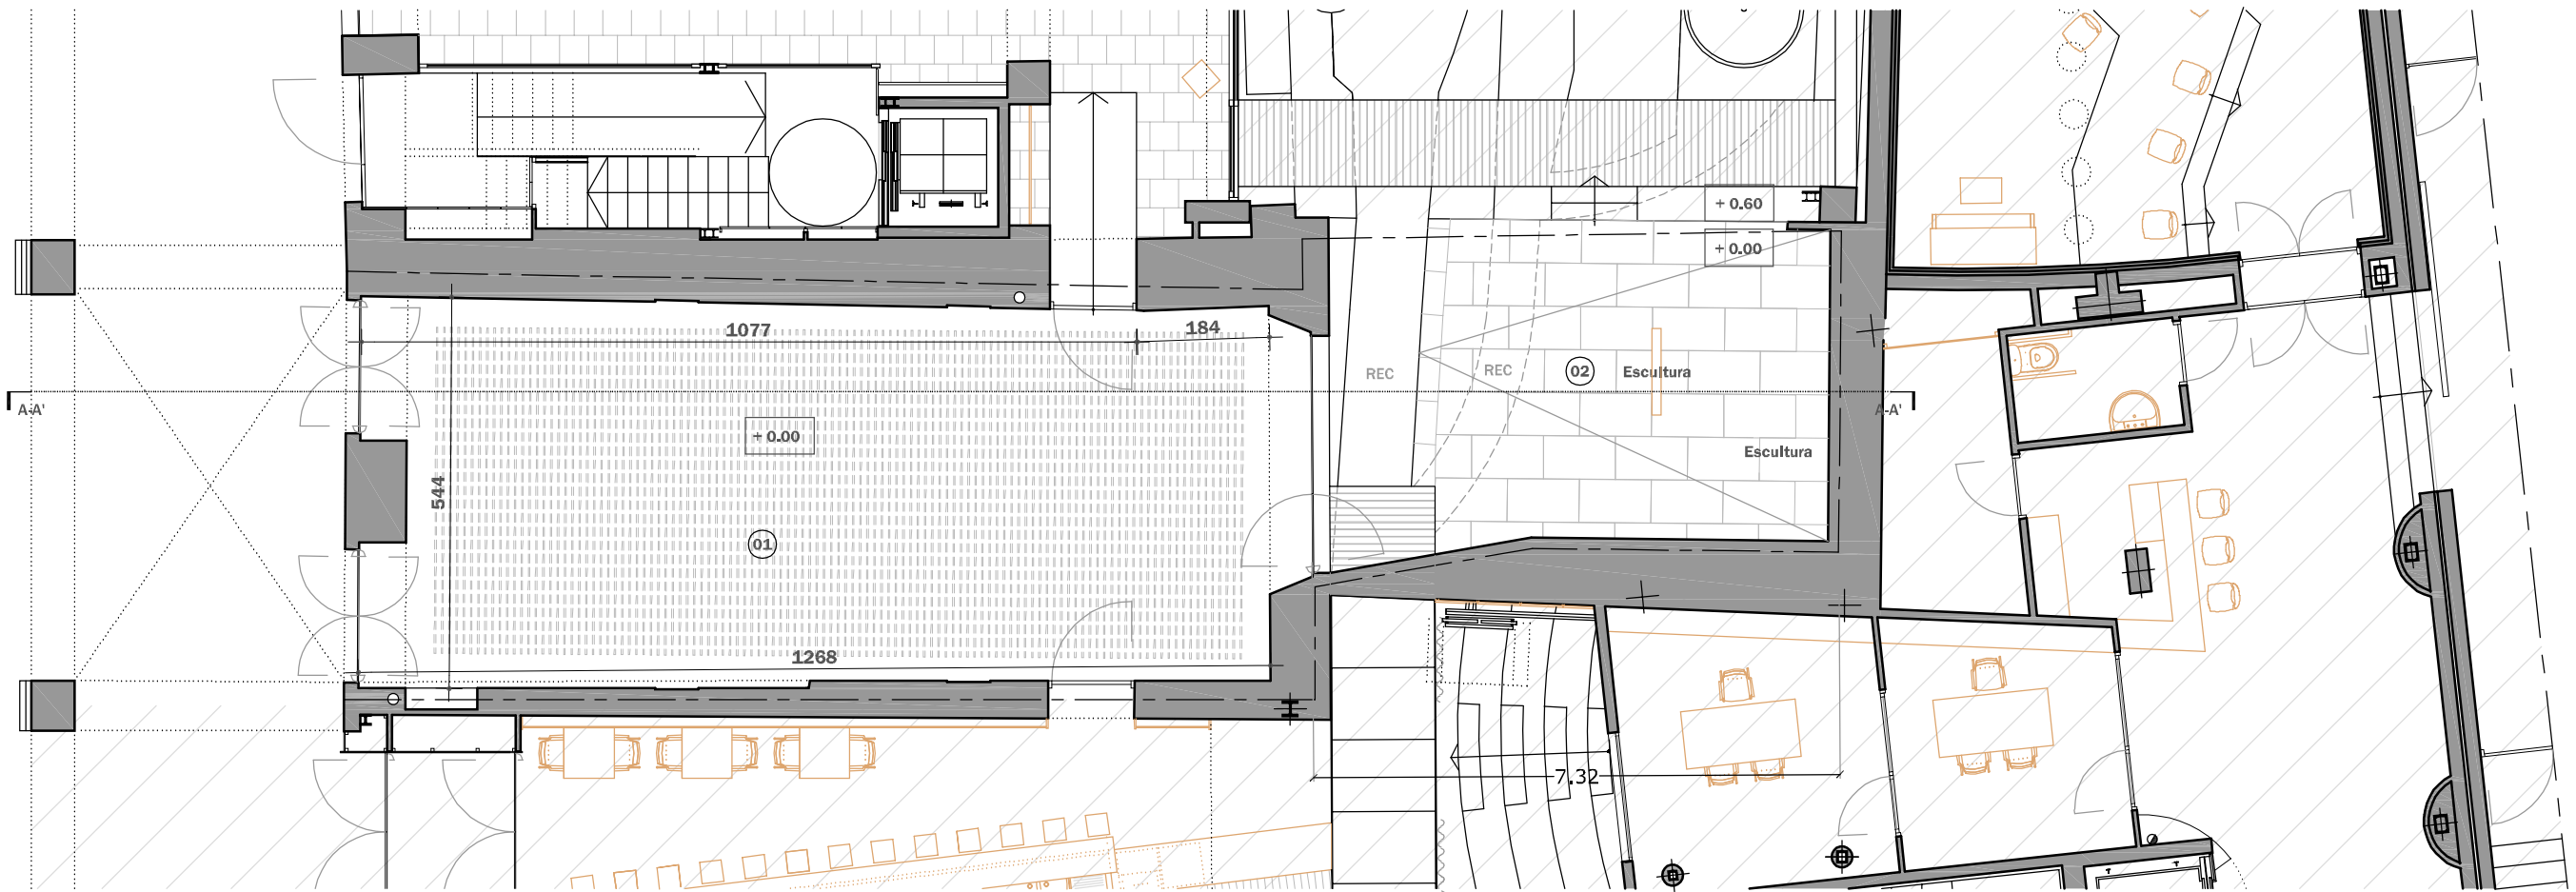 + 0.60
+ 0.00
1077
184
REC
REC
02
Escultura
A-A'
A-A'
+ 0.00
Escultura
544
01
1268
7.32